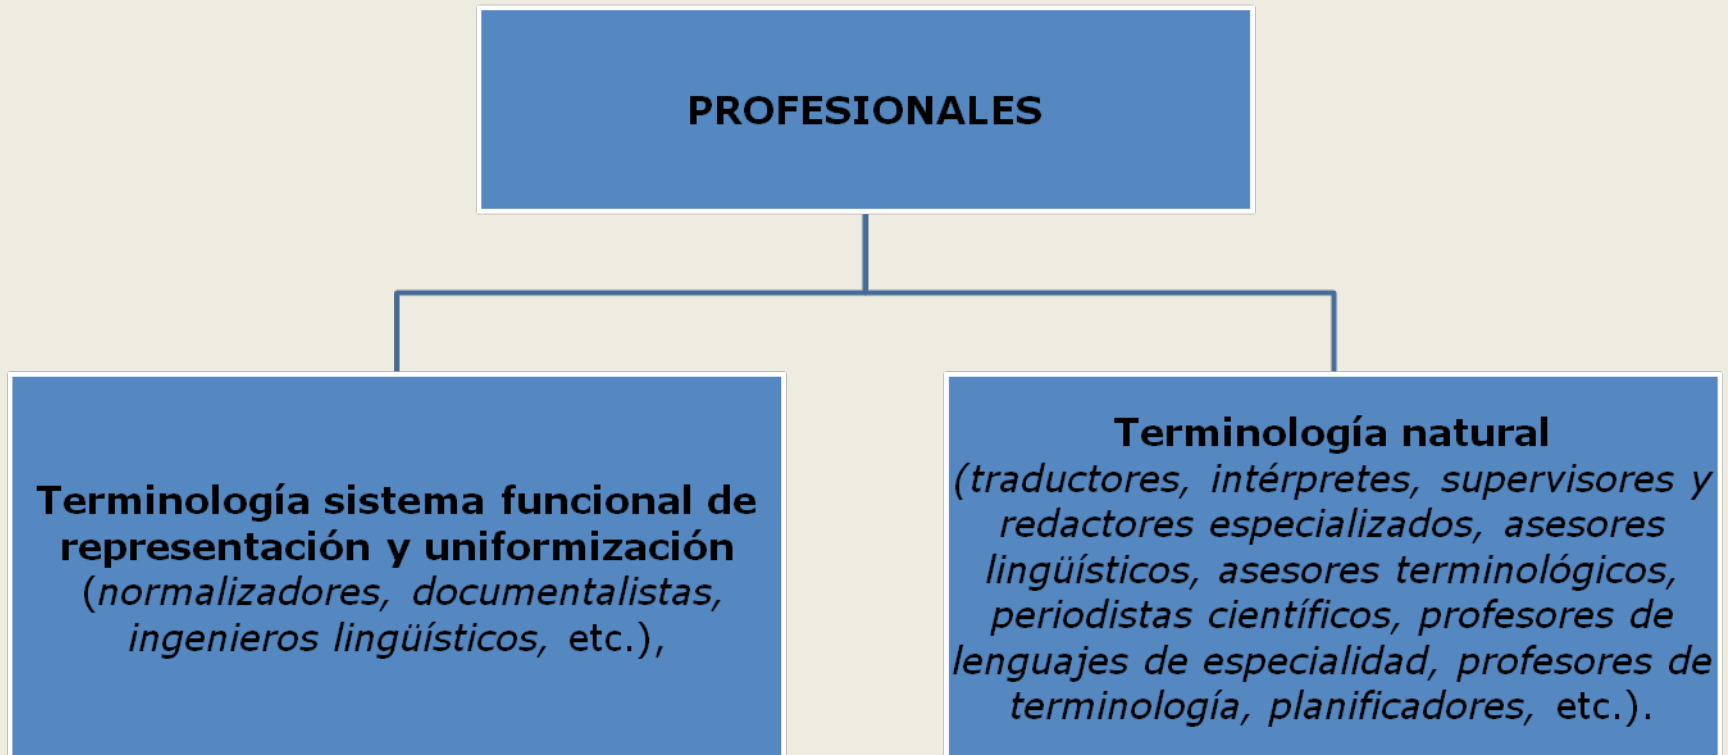 PROFESIONALES
Terminología sistema funcional de
representación y uniformización
(normalizadores, documentalistas,
ingenieros lingüísticos, etc.),
Terminología natural
(traductores, intérpretes, supervisores y
redactores especializados, asesores
lingüísticos, asesores terminológicos,
periodistas científicos, profesores de
lenguajes de especialidad, profesores de
terminología, planificadores, etc.).